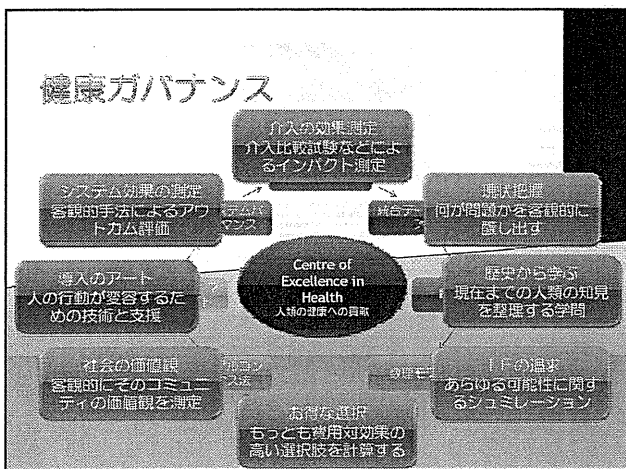 健康ガバナンス
介入の効果測定
介入比較試験などによ
るインパクト測定
システム効果の測定
客観的手法によるアウ
トカム評価
現状把握
何が問題かを客観的に
醸し出す
導入のアート
人の行動が変容するた
めの技術と支援
Centre of
Excellence in
Health
人類の健康への貢献
歴史から学ぶ
現在までの人類の知見
を整理する学問
社会の価値観
客観的にそのコミュニ
ティの価値観を測定
ＩＦの追求
あらゆる可能性に関す
るシュミレーション
お得な選択
もっとも費用対効果の
高い選択肢を計算する